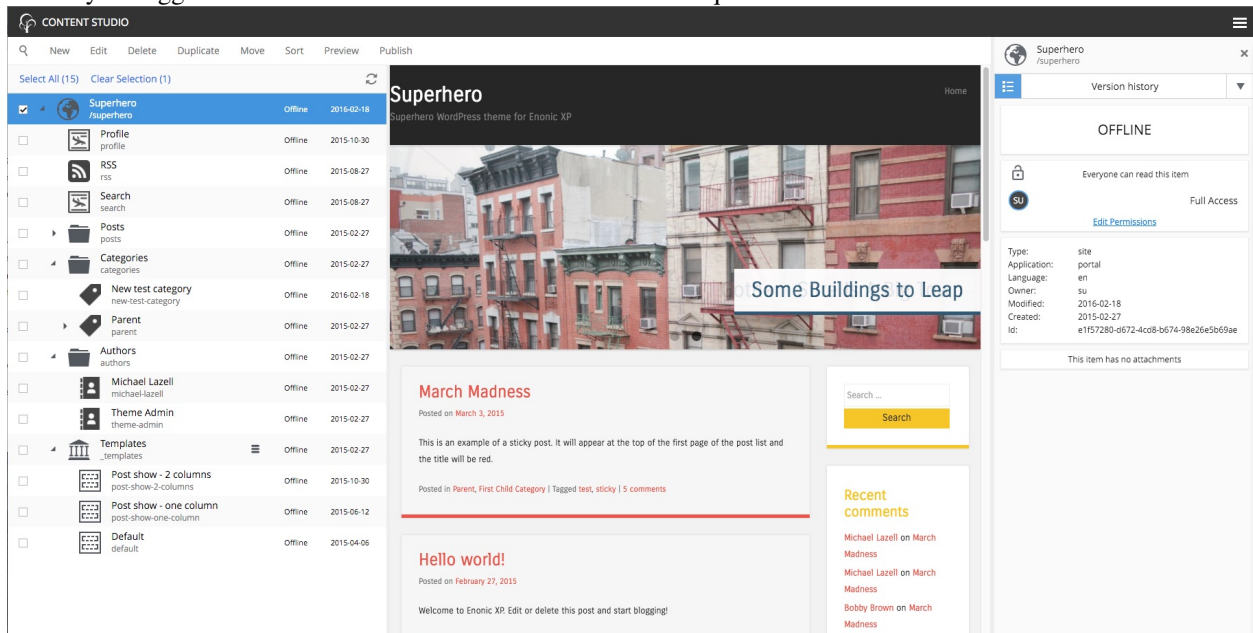 CONTENT STUDIO
New Edit Delete Duplicate Move Sort Preview Publish
Select All (15) Clear Selection (1)
Superhero
/superhero
Offline 2016-02-18
Profile
profile
Offline 2015-10-30
RSS
rss
Offline 2015-08-27
Search
search
Offline 2015-08-27
Posts
posts
Offline 2015-02-27
Categories
categories
Offline 2015-02-27
New test category
new-test-category
Offline 2016-02-18
Parent
parent
Offline 2015-02-27
Authors
authors
Offline 2015-02-27
Michael Lazell
michael-lazell
Offline 2015-02-27
Theme Admin
theme-admin
Offline 2015-02-27
Templates
_templates
Offline 2015-02-27
Post show - 2 columns
post-show-2-columns
Offline 2015-10-30
Post show - one column
post-show-one-column
Offline 2015-06-12
Default
default
Offline 2015-04-06
Superhero
Superhero WordPress theme for Enonic XP
Home
Some Buildings to Leap
March Madness
Posted on March 3, 2015
This is an example of a sticky post. It will appear at the top of the first page of the post list and
the title will be red.
Posted in Parent, First Child Category | Tagged test, sticky | 5 comments
Hello world!
Posted on February 27, 2015
Welcome to Enonic XP. Edit or delete this post and start blogging!
Search ...
Search
Recent
comments
Michael Lazell on March
Madness
Michael Lazell on March
Madness
Bobby Brown on March
Madness
Superhero
/superhero
Version history
OFFLINE
Everyone can read this item
SU Full Access
Edit Permissions
Type: site
Application: portal
Language: en
Owner: su
Modified: 2016-02-18
Created: 2015-02-27
Id: e1f57280-d672-4cd8-b674-98e26e5b69ae
This item has no attachments